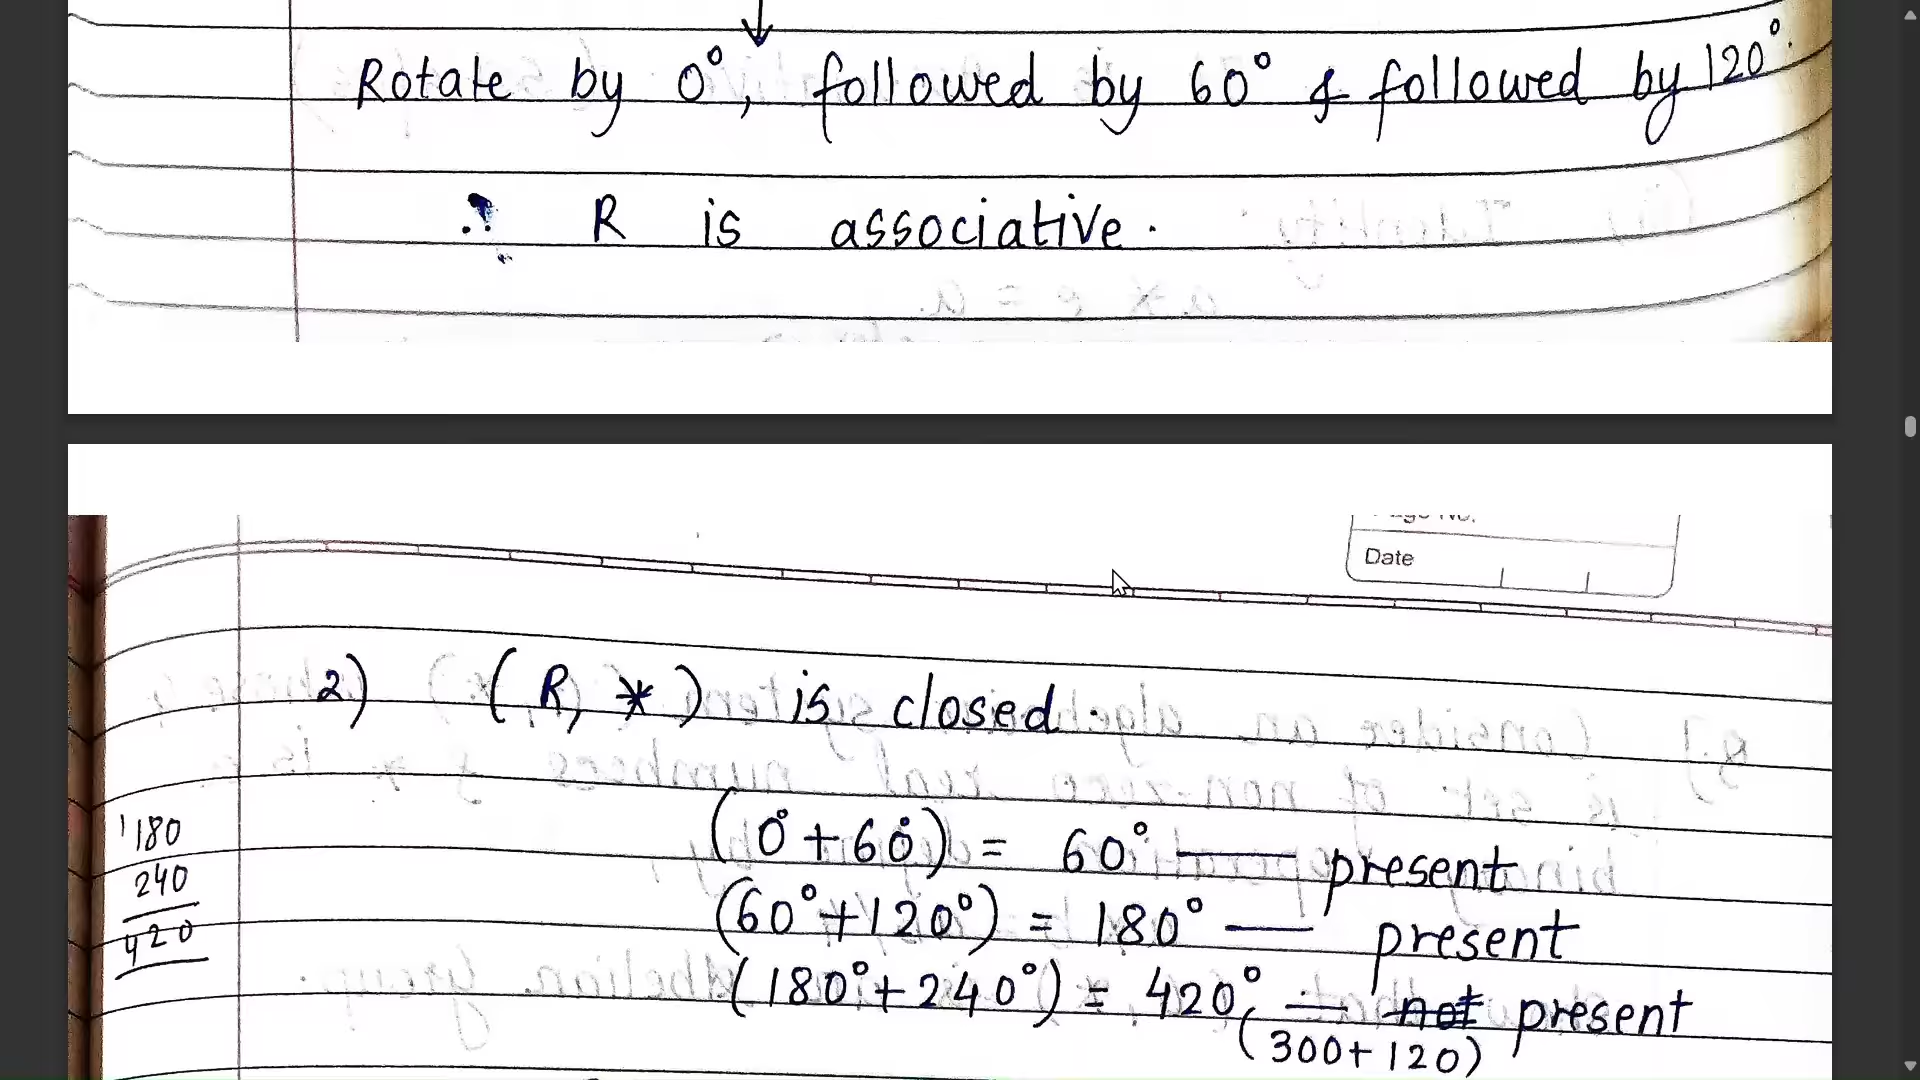 Rotate by 0°, followed by 60° & followed by 120°.
∴ R is associative.
Date
2) (R, *) is closed.
(0° + 60°) = 60° — present
(60° + 120°) = 180° — present
(180° + 240°) = 420° — not present
(300 + 120)
1 180
240
420